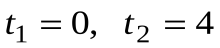 t₁ = 0, t₂ = 4